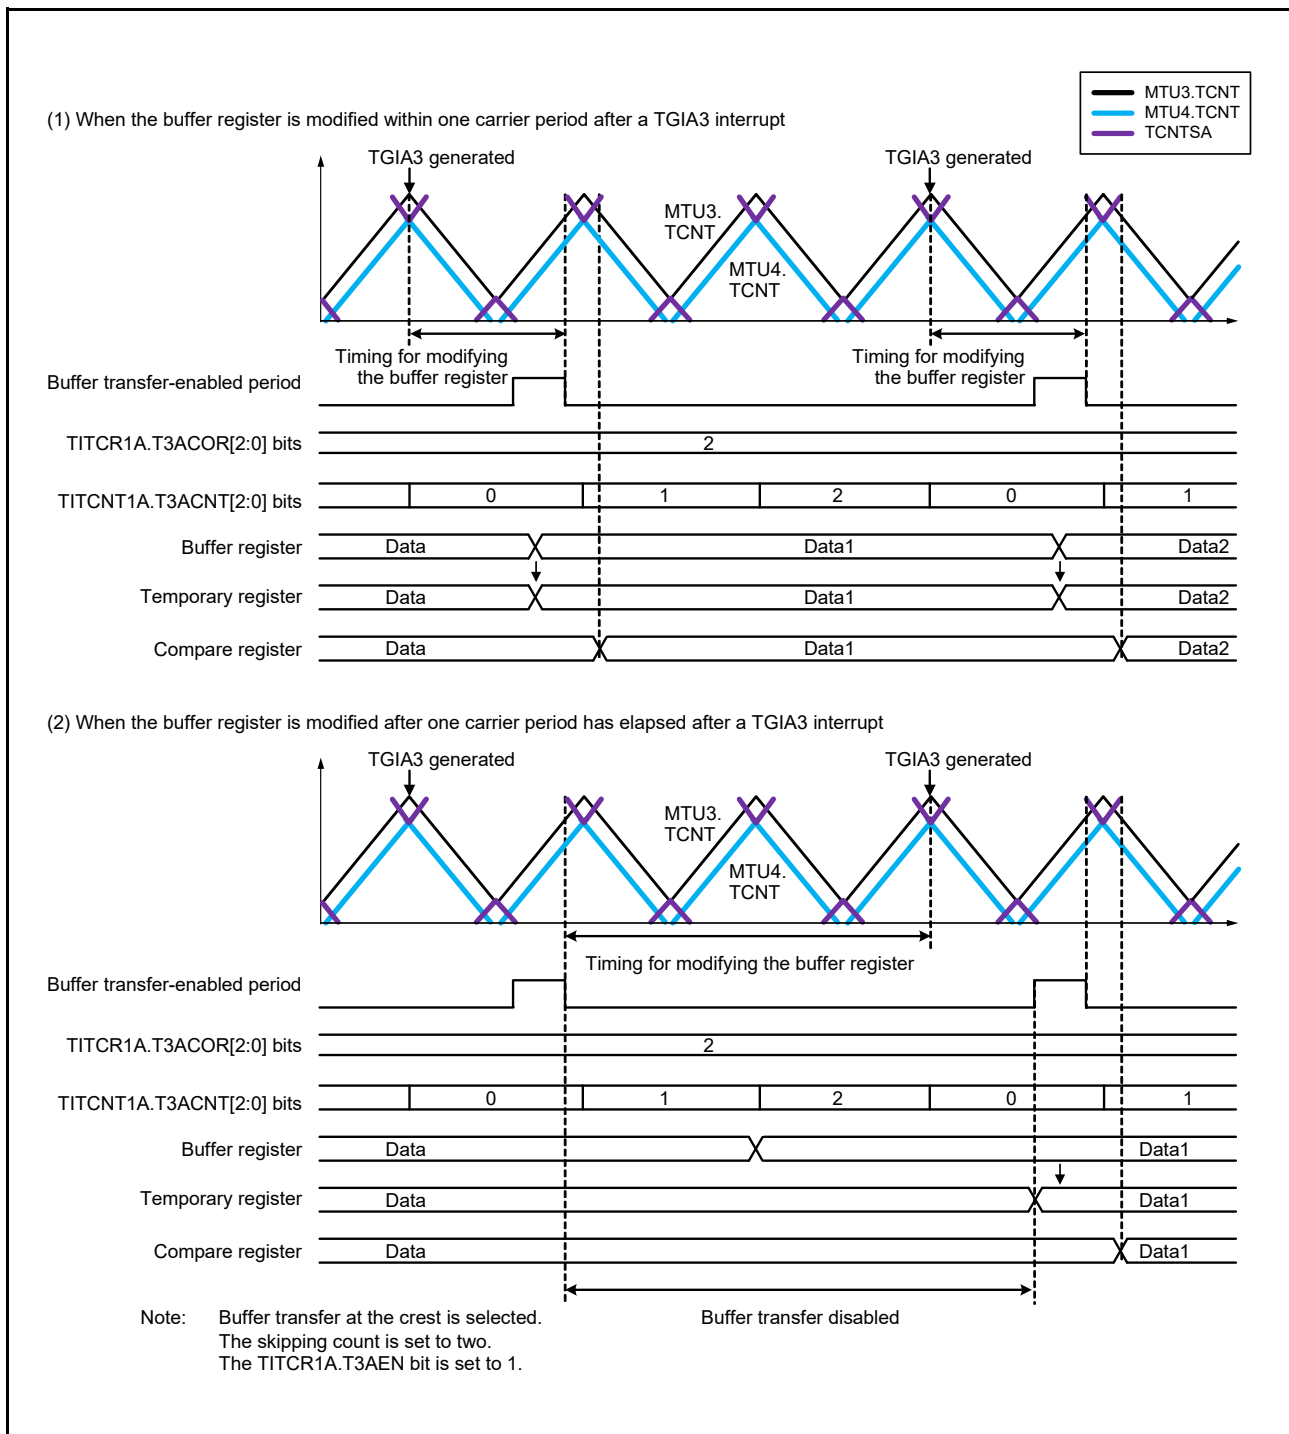 MTU3.TCNT
MTU4.TCNT
TCNTSA
(1) When the buffer register is modified within one carrier period after a TGIA3 interrupt
TGIA3 generated
TGIA3 generated
MTU3.
TCNT
MTU4.
TCNT
Timing for modifying
the buffer register
Timing for modifying
the buffer register
Buffer transfer-enabled period
TITCR1A.T3ACOR[2:0] bits
2
TITCNT1A.T3ACNT[2:0] bits
0
1
2
0
1
Buffer register
Data
Data1
Data2
Temporary register
Data
Data1
Data2
Compare register
Data
Data1
Data2
(2) When the buffer register is modified after one carrier period has elapsed after a TGIA3 interrupt
TGIA3 generated
TGIA3 generated
MTU3.
TCNT
MTU4.
TCNT
Timing for modifying the buffer register
Buffer transfer-enabled period
TITCR1A.T3ACOR[2:0] bits
2
TITCNT1A.T3ACNT[2:0] bits
0
1
2
0
1
Buffer register
Data
Data1
Temporary register
Data
Data1
Compare register
Data
Data1
Buffer transfer disabled
Note: Buffer transfer at the crest is selected.
The skipping count is set to two.
The TITCR1A.T3AEN bit is set to 1.